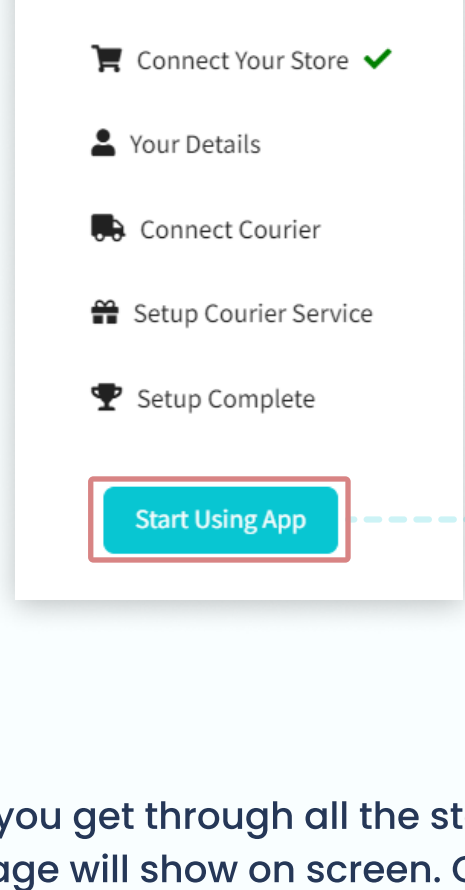 Connect Your Store
Your Details
Connect Courier
Setup Courier Service
Setup Complete
Start Using App
you get through all the
will show on screen.